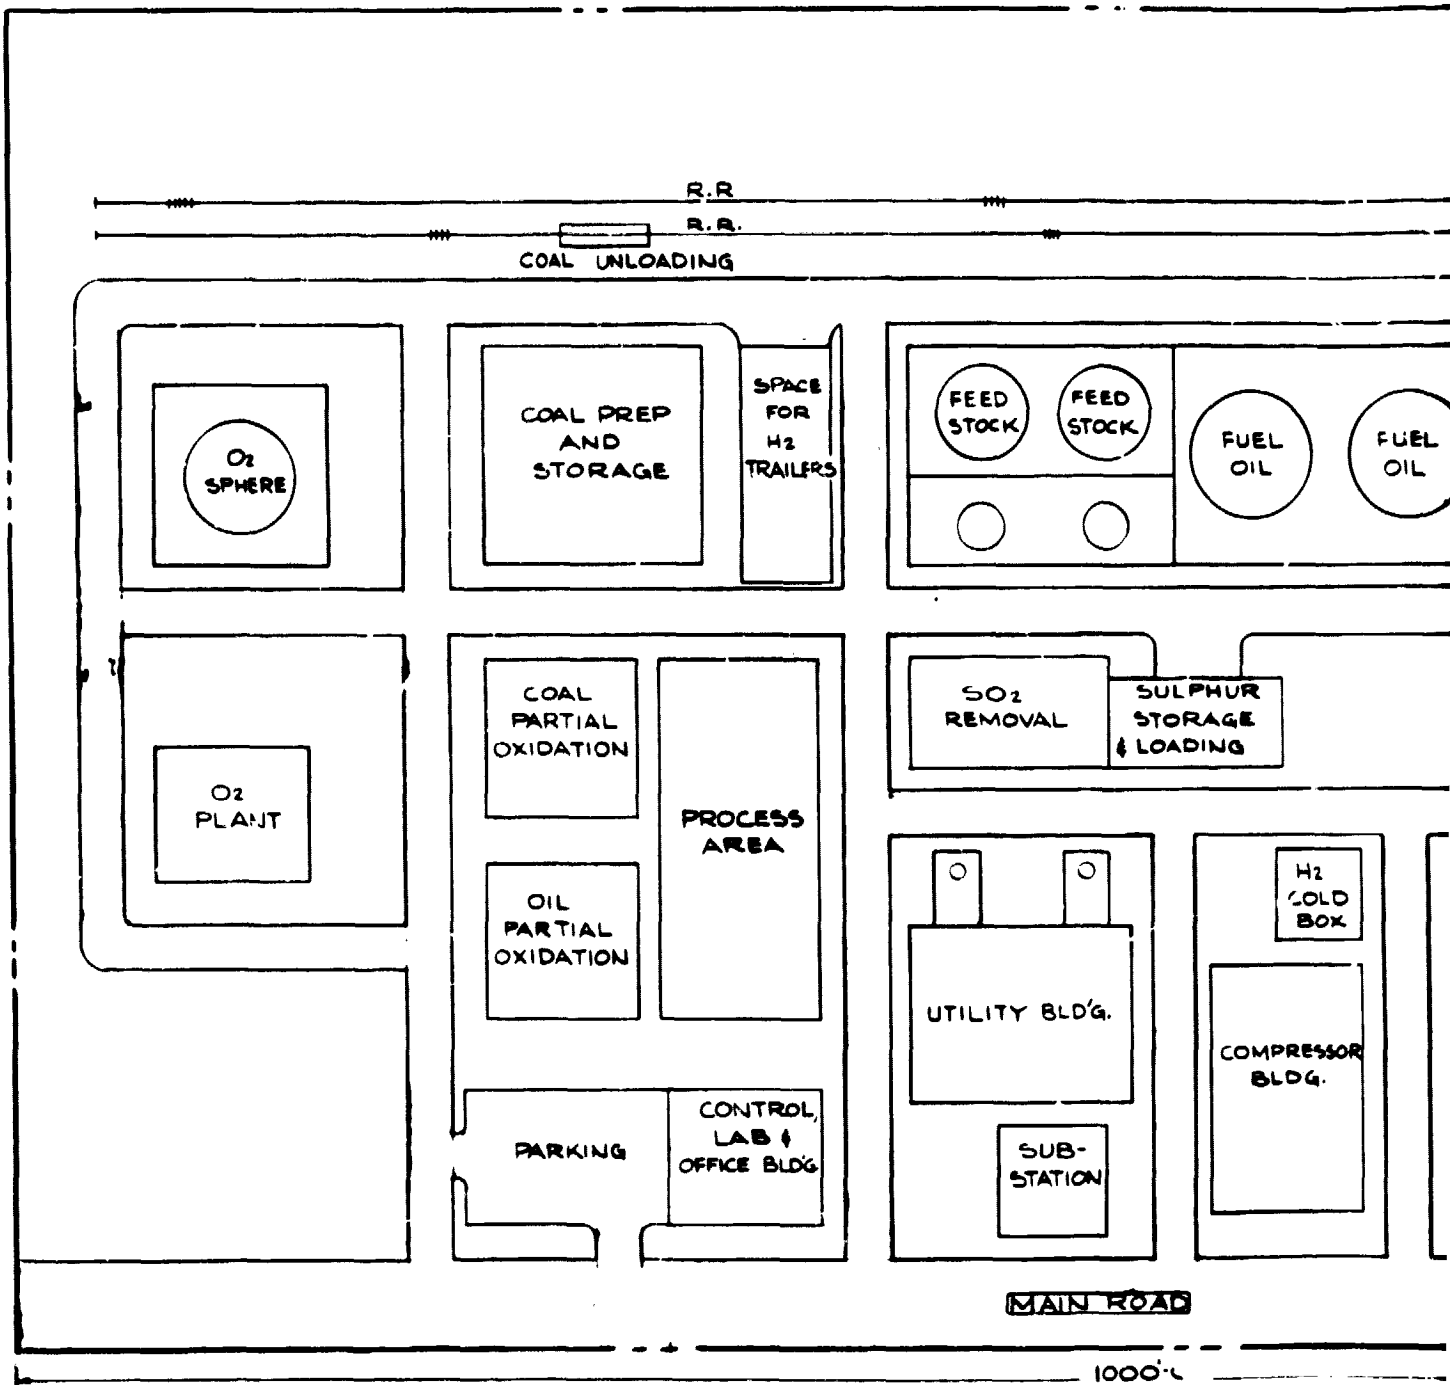 R.R
R.R.
COAL UNLOADING
O2
SPHERE
COAL PREP
AND
STORAGE
SPACE
FOR
H2
TRAILERS
FEED
STOCK
FEED
STOCK
FUEL
OIL
FUEL
OIL
O2
PLANT
COAL
PARTIAL
OXIDATION
OIL
PARTIAL
OXIDATION
PROCESS
AREA
SO2
REMOVAL
SULPHUR
STORAGE
& LOADING
UTILITY BLD'G.
SUB-
STATION
H2
COLD
BOX
COMPRESSOR
BLDG.
PARKING
CONTROL,
LAB &
OFFICE BLD'G
MAIN ROAD
1000'-